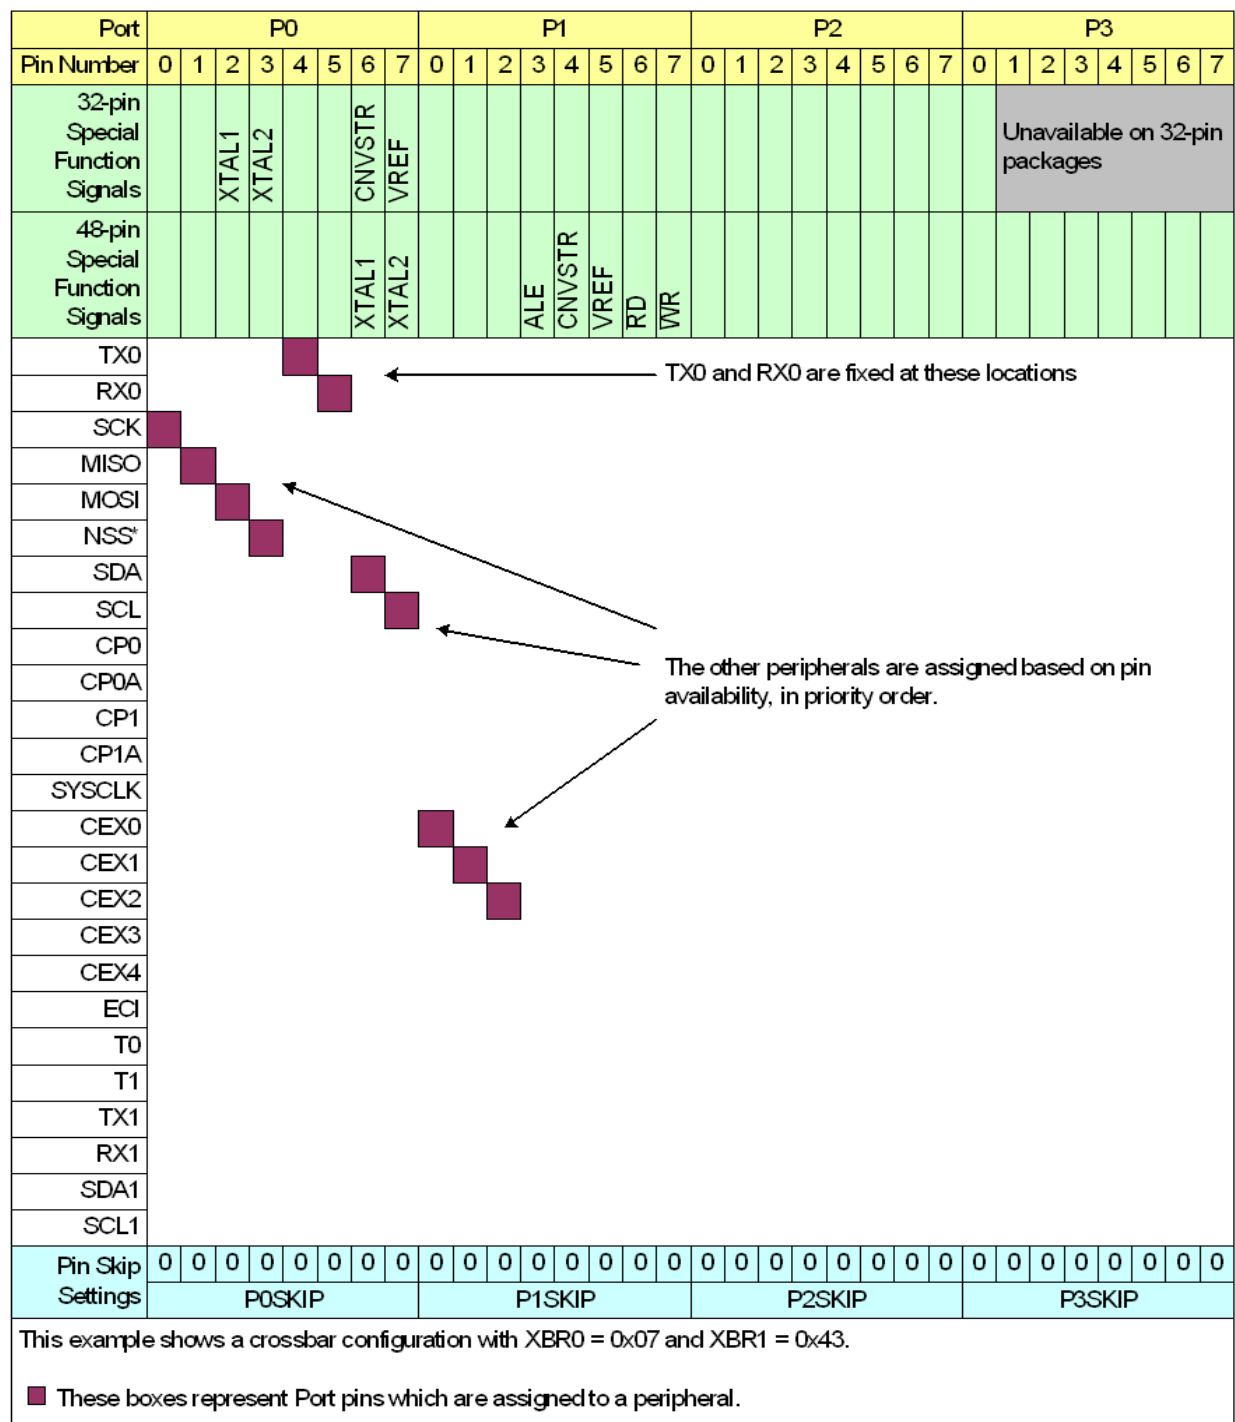 Port P0 P1 P2 P3
Pin Number 0 1 2 3 4 5 6 7 0 1 2 3 4 5 6 7 0 1 2 3 4 5 6 7 0 1 2 3 4 5 6 7
32-pin
Special
Function
Signals
XTAL1
XTAL2
CNVSTR
VREF
Unavailable on 32-pin
packages
48-pin
Special
Function
Signals
XTAL1
XTAL2
ALE
CNVSTR
VREF
RD
WR
TX0
TX0 and RX0 are fixed at these locations
RX0
SCK
MISO
MOSI
NSS*
SDA
SCL
CP0
The other peripherals are assigned based on pin
availability, in priority order.
CP0A
CP1
CP1A
SYSCLK
CEX0
CEX1
CEX2
CEX3
CEX4
ECI
T0
T1
TX1
RX1
SDA1
SCL1
Pin Skip
Settings
0 0 0 0 0 0 0 0 0 0 0 0 0 0 0 0 0 0 0 0 0 0 0 0 0 0 0 0 0 0 0 0
P0SKIP P1SKIP P2SKIP P3SKIP
This example shows a crossbar configuration with XBR0 = 0x07 and XBR1 = 0x43.
These boxes represent Port pins which are assigned to a peripheral.